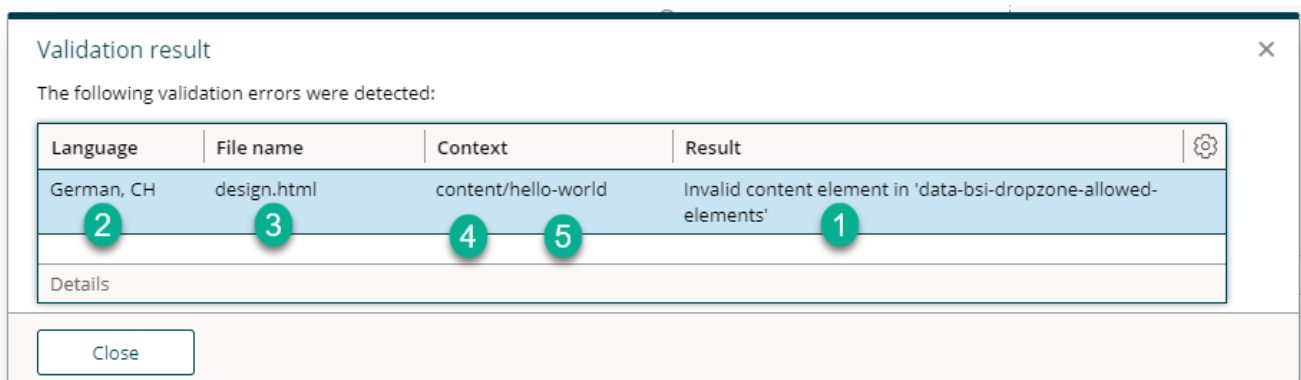 Validation result
The following validation errors were detected:
Language File name Context Result
German, CH design.html content/hello-world Invalid content element in 'data-bsi-dropzone-allowed-
elements'
2 3 4 5 1
Details
Close